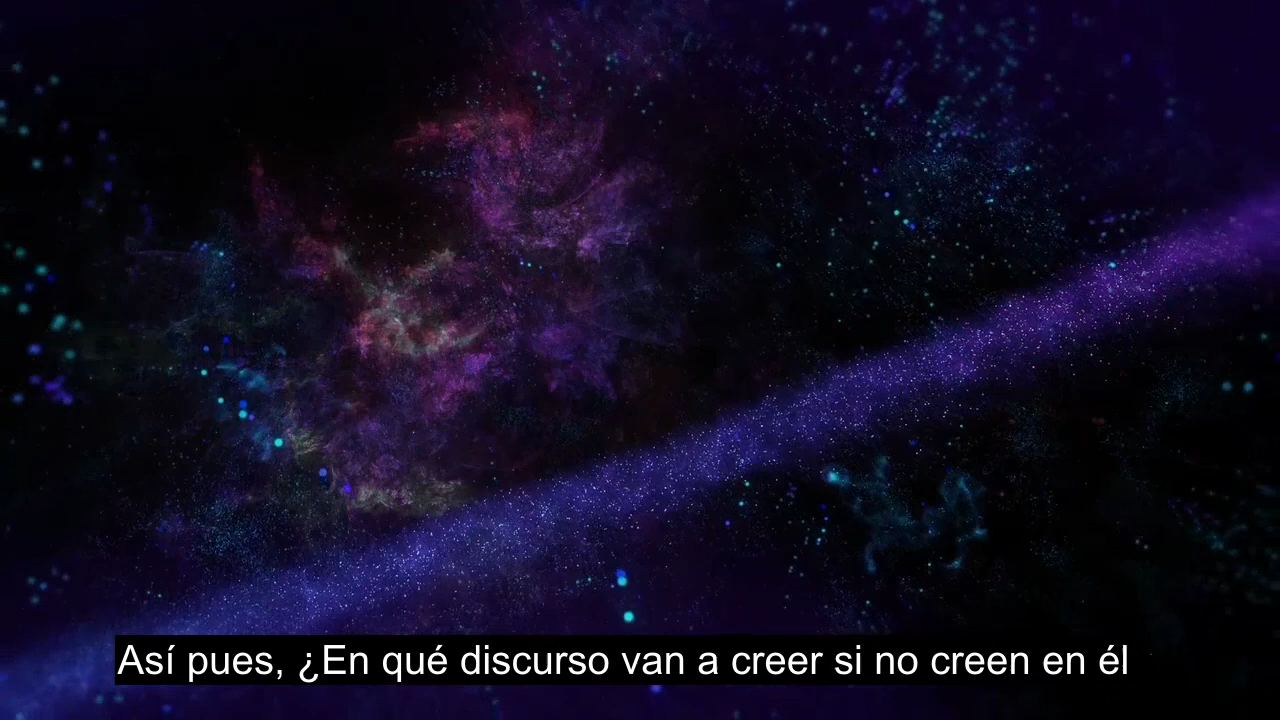 Así pues, ¿En qué discurso van a creer si no creen en él